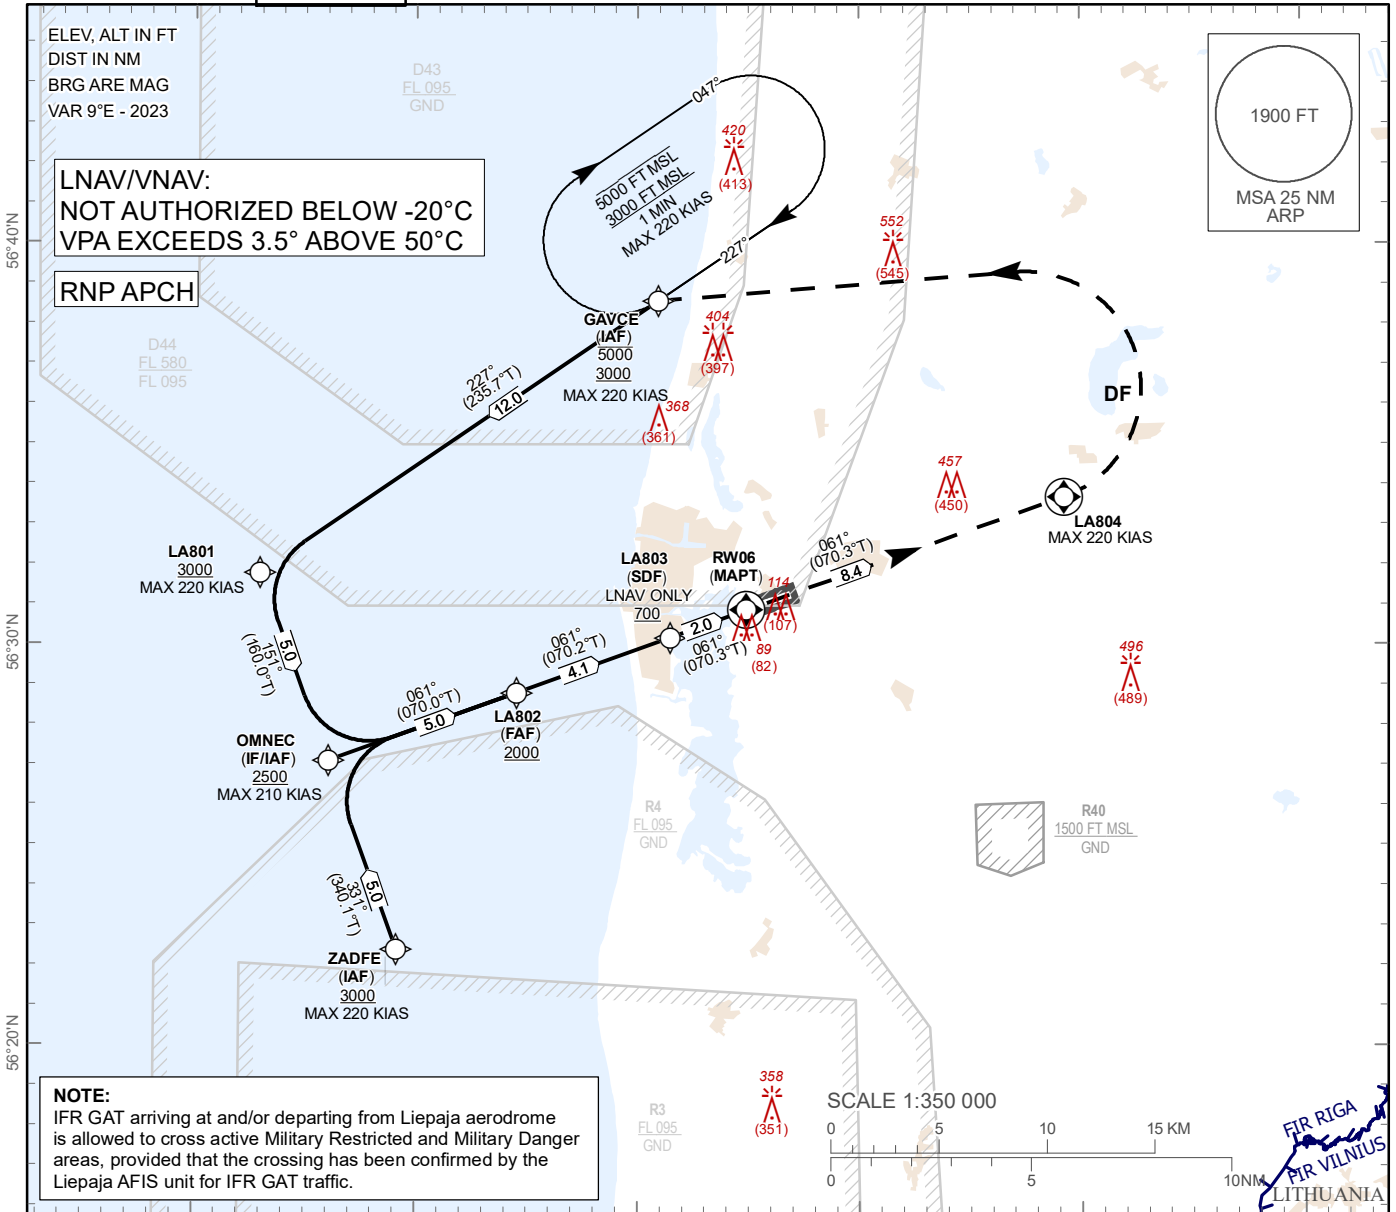 ELEV, ALT IN FT
DIST IN NM
BRG ARE MAG
VAR 9°E - 2023
LNAV/VNAV:
NOT AUTHORIZED BELOW -20°C
VPA EXCEEDS 3.5° ABOVE 50°C
RNP APCH
D43
FL 095
GND
D44
FL 580
FL 095
047°
5000 FT MSL
3000 FT MSL
1 MIN
MAX 220 KIAS
227°
420
(413)
552
(545)
1900 FT
MSA 25 NM
ARP
56°40'N
GAVCE
(IAF)
5000
3000
MAX 220 KIAS
404
(397)
368
(361)
227°
(235.7°T)
12.0
DF
457
(450)
LA804
MAX 220 KIAS
LA801
3000
MAX 220 KIAS
LA803
(SDF)
LNAV ONLY
700
RW06
(MAPT)
061°
(070.3°T)
8.4
114
(107)
89
(82)
2.0
061°
(070.3°T)
56°30'N
5.0
151°
(160.0°T)
061°
(070.2°T)
4.1
061°
(070.0°T)
5.0
LA802
(FAF)
2000
OMNEC
(IF/IAF)
2500
MAX 210 KIAS
496
(489)
R4
FL 095
GND
R40
1500 FT MSL
GND
5.0
331°
(340.1°T)
ZADFE
(IAF)
3000
MAX 220 KIAS
56°20'N
NOTE:
IFR GAT arriving at and/or departing from Liepaja aerodrome
is allowed to cross active Military Restricted and Military Danger
areas, provided that the crossing has been confirmed by the
Liepaja AFIS unit for IFR GAT traffic.
R3
FL 095
GND
358
(351)
SCALE 1:350 000
0 5 10 15 KM
0 5 10NM
FIR RIGA
FIR VILNIUS
LITHUANIA